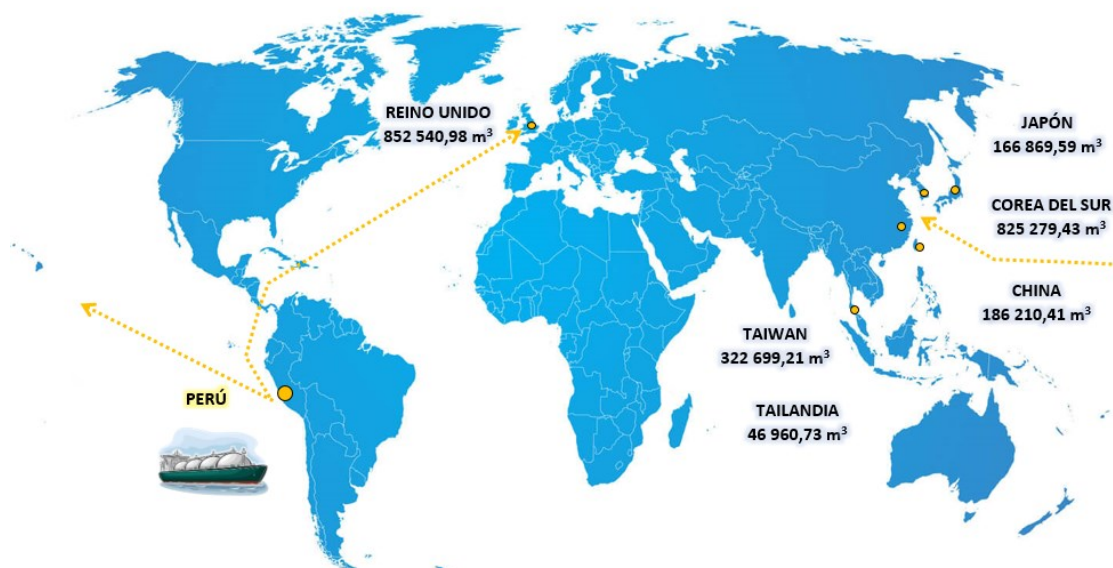 REINO UNIDO
852 540,98 m³
JAPÓN
166 869,59 m³
COREA DEL SUR
825 279,43 m³
CHINA
186 210,41 m³
TAIWAN
322 699,21 m³
TAILANDIA
46 960,73 m³
PERÚ